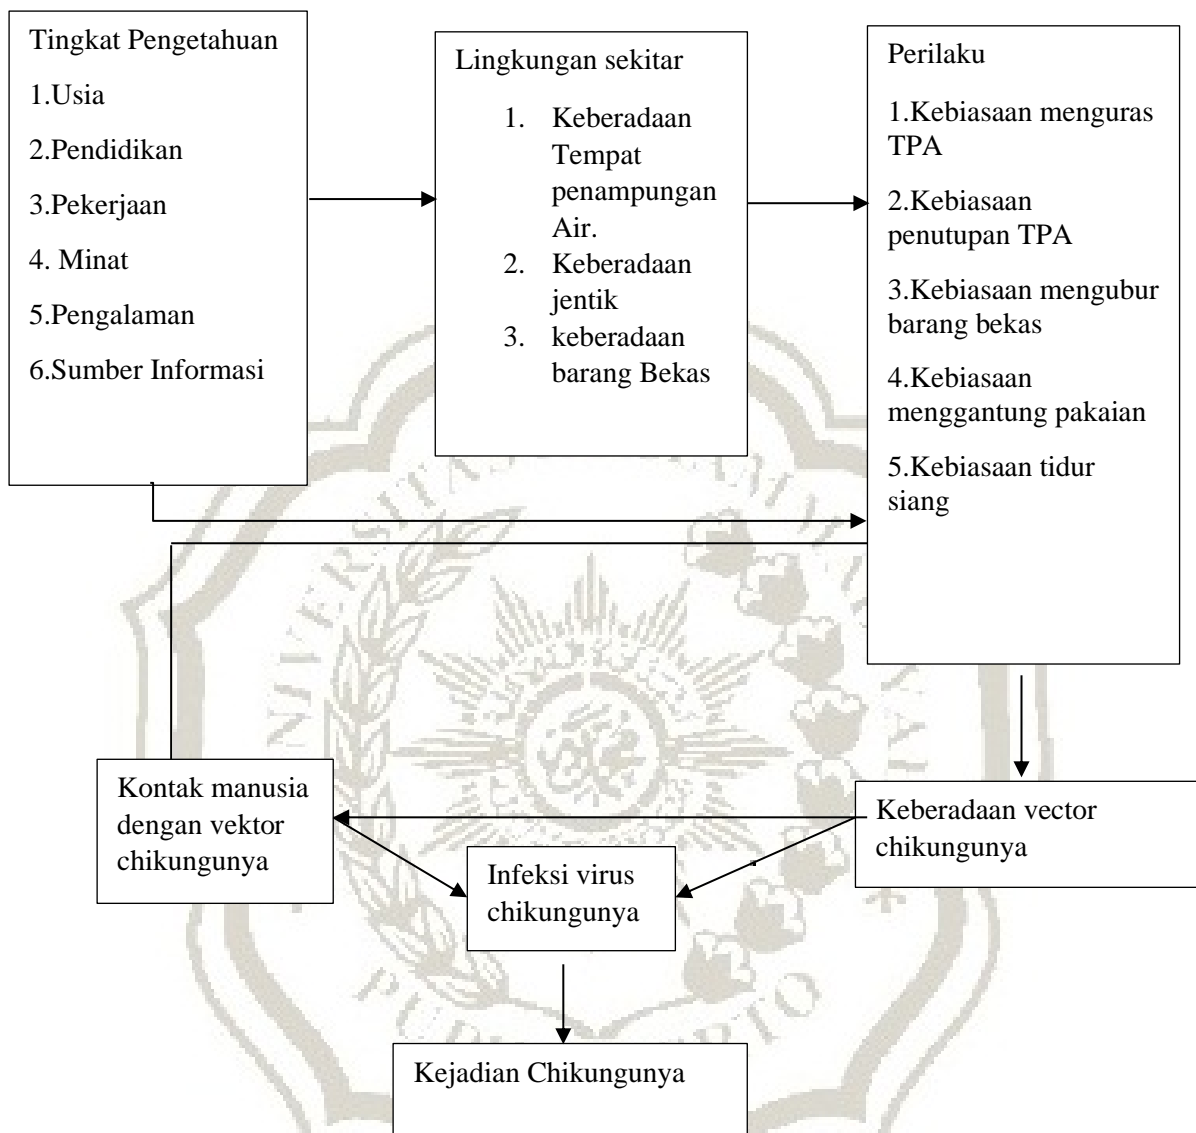 Tingkat Pengetahuan
1.Usia
2.Pendidikan
3.Pekerjaan
4. Minat
5.Pengalaman
6.Sumber Informasi
Lingkungan sekitar
1. Keberadaan
Tempat
penampungan
Air.
2. Keberadaan
jentik
3. keberadaan
barang Bekas
Perilaku
1.Kebiasaan menguras
TPA
2.Kebiasaan
penutupan TPA
3.Kebiasaan mengubur
barang bekas
4.Kebiasaan
menggantung pakaian
5.Kebiasaan tidur
siang
Kontak manusia
dengan vektor
chikungunya
Keberadaan vector
chikungunya
Infeksi virus
chikungunya
Kejadian Chikungunya